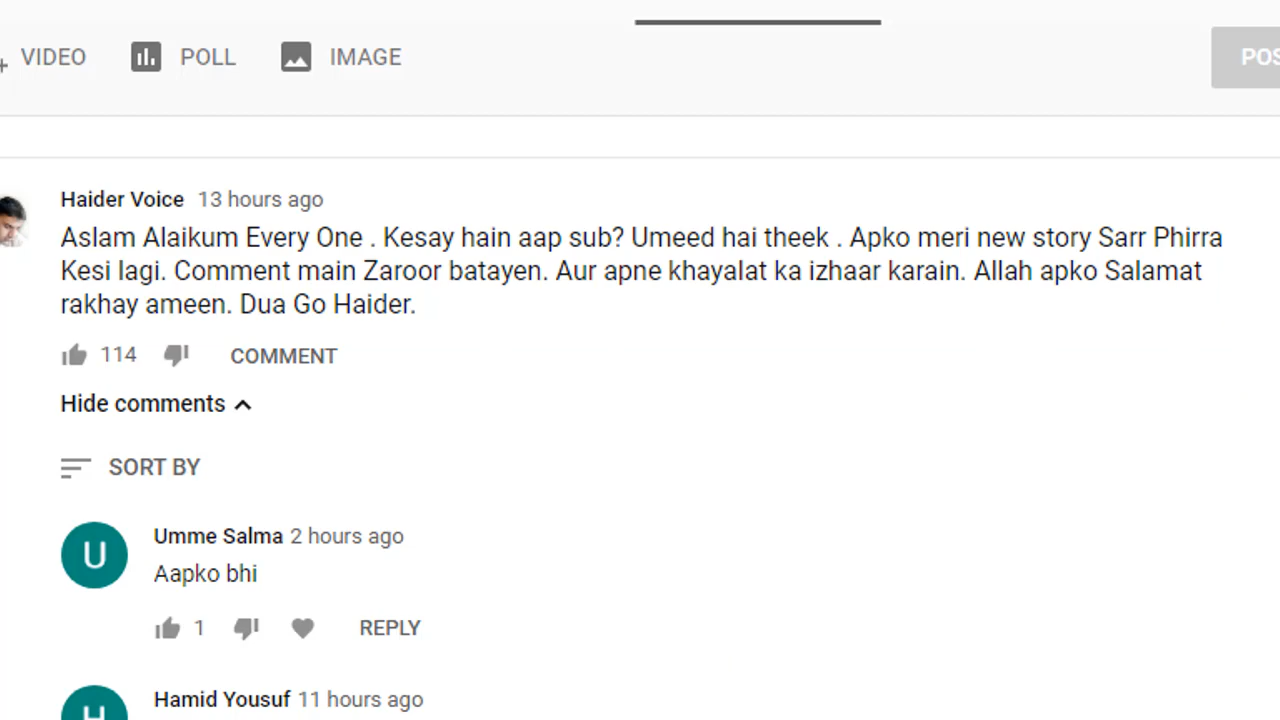 VIDEO POLL IMAGE
Haider Voice 13 hours ago
Aslam Alaikum Every One . Kesay hain aap sub? Umeed hai theek . Apko meri new story Sarr Phirra
Kesi lagi. Comment main Zaroor batayen. Aur apne khayalat ka izhaar karain. Allah apko Salamat
rakhay ameen. Dua Go Haider.
114 COMMENT
Hide comments
SORT BY
U
Umme Salma 2 hours ago
Aapko bhi
1 REPLY
Hamid Yousuf 11 hours ago